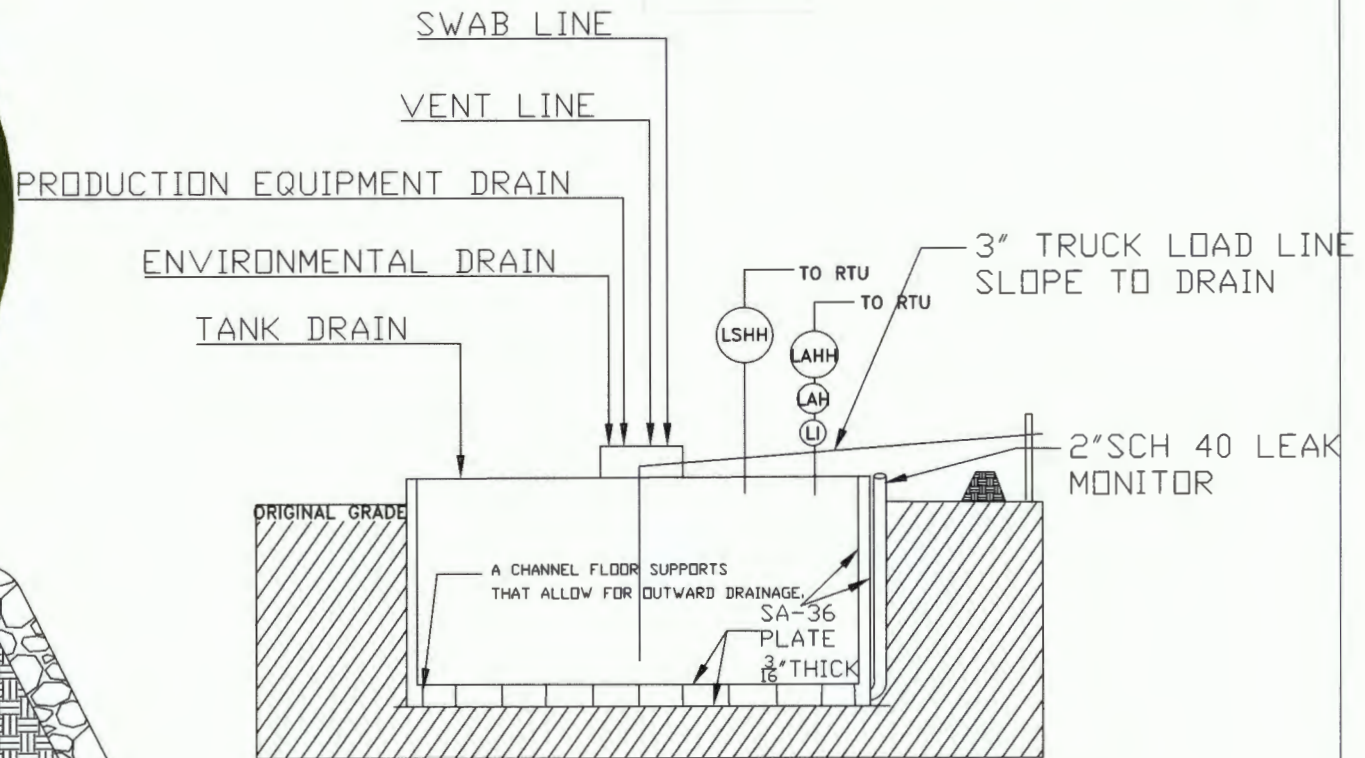 SWAB LINE
VENT LINE
PRODUCTION EQUIPMENT DRAIN
ENVIRONMENTAL DRAIN
TANK DRAIN
TO RTU
TO RTU
3" TRUCK LOAD LINE
SLOPE TO DRAIN
LSHH
LAHH
LAH
LI
2"SCH 40 LEAK
MONITOR
ORIGINAL GRADE
A CHANNEL FLOOR SUPPORTS
THAT ALLOW FOR OUTWARD DRAINAGE.
SA-36
PLATE
3/16" THICK